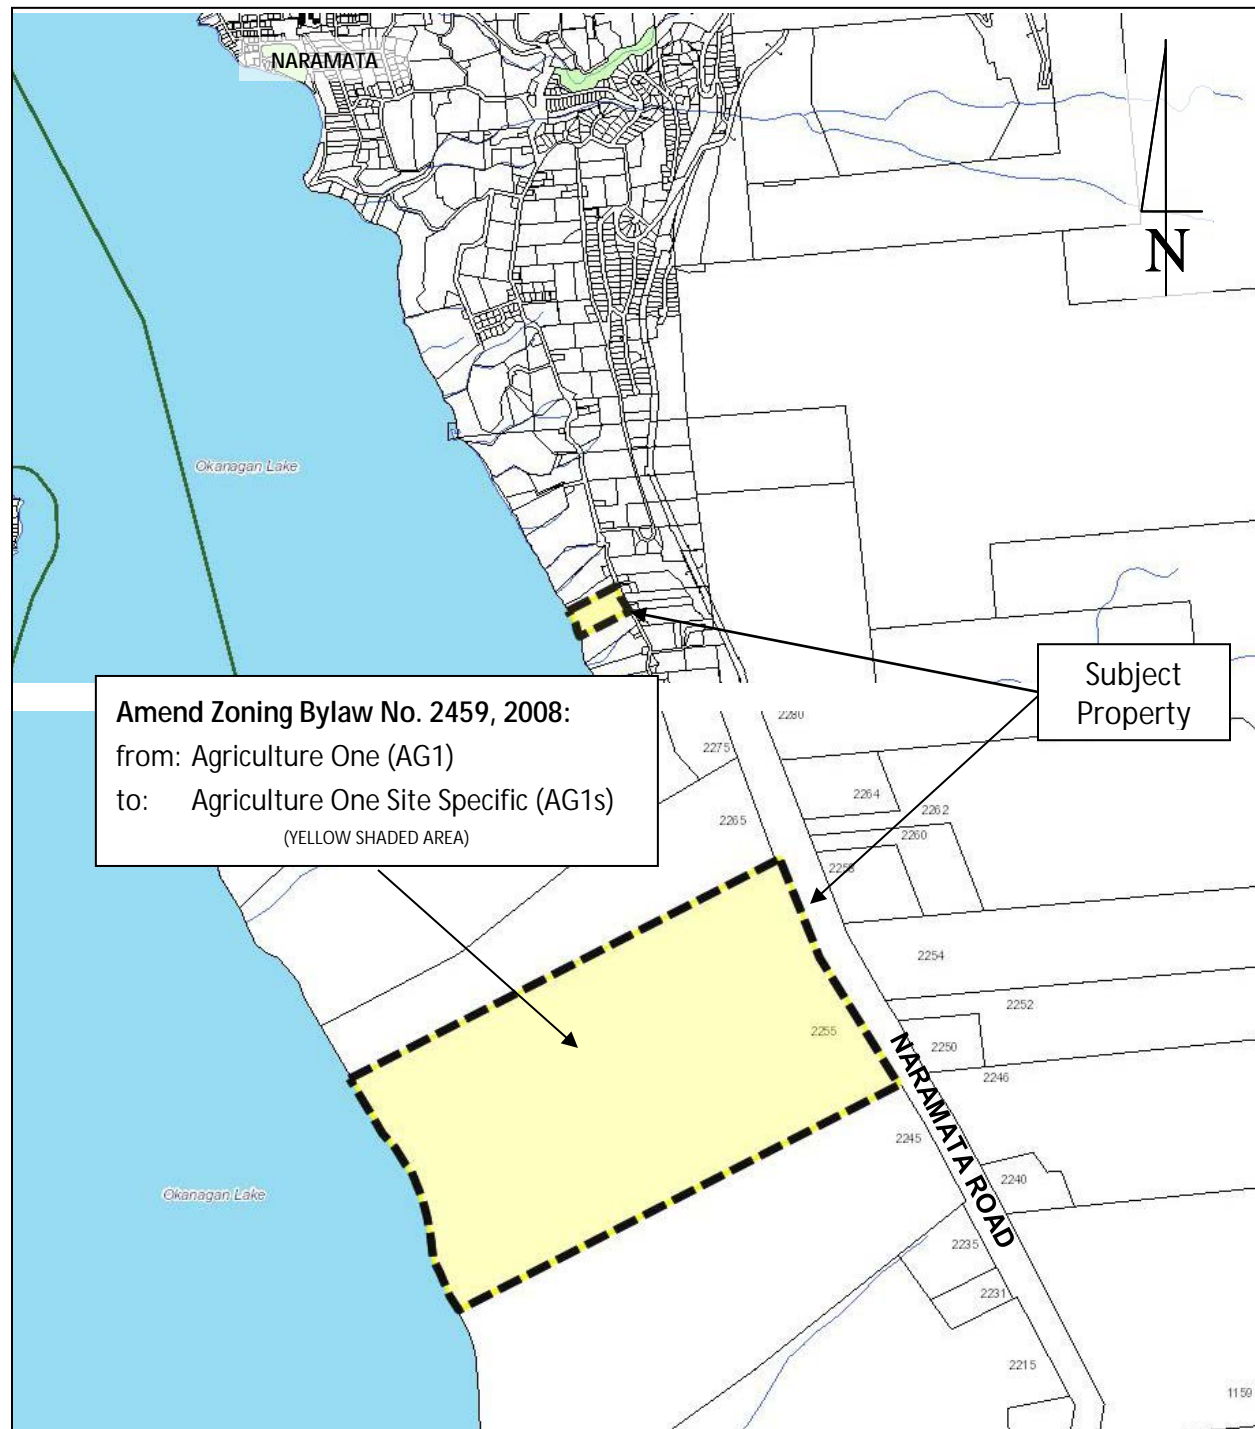 NARAMATA
N
Okanagan Lake
Subject
Property
Amend Zoning Bylaw No. 2459, 2008:
from: Agriculture One (AG1)
to: Agriculture One Site Specific (AG1s)
(YELLOW SHADED AREA)
2280
2275
2264
2262
2265
2260
2258
2254
2252
2255
2250
2246
NARAMATA ROAD
2245
2240
Okanagan Lake
2235
2231
2215
1159